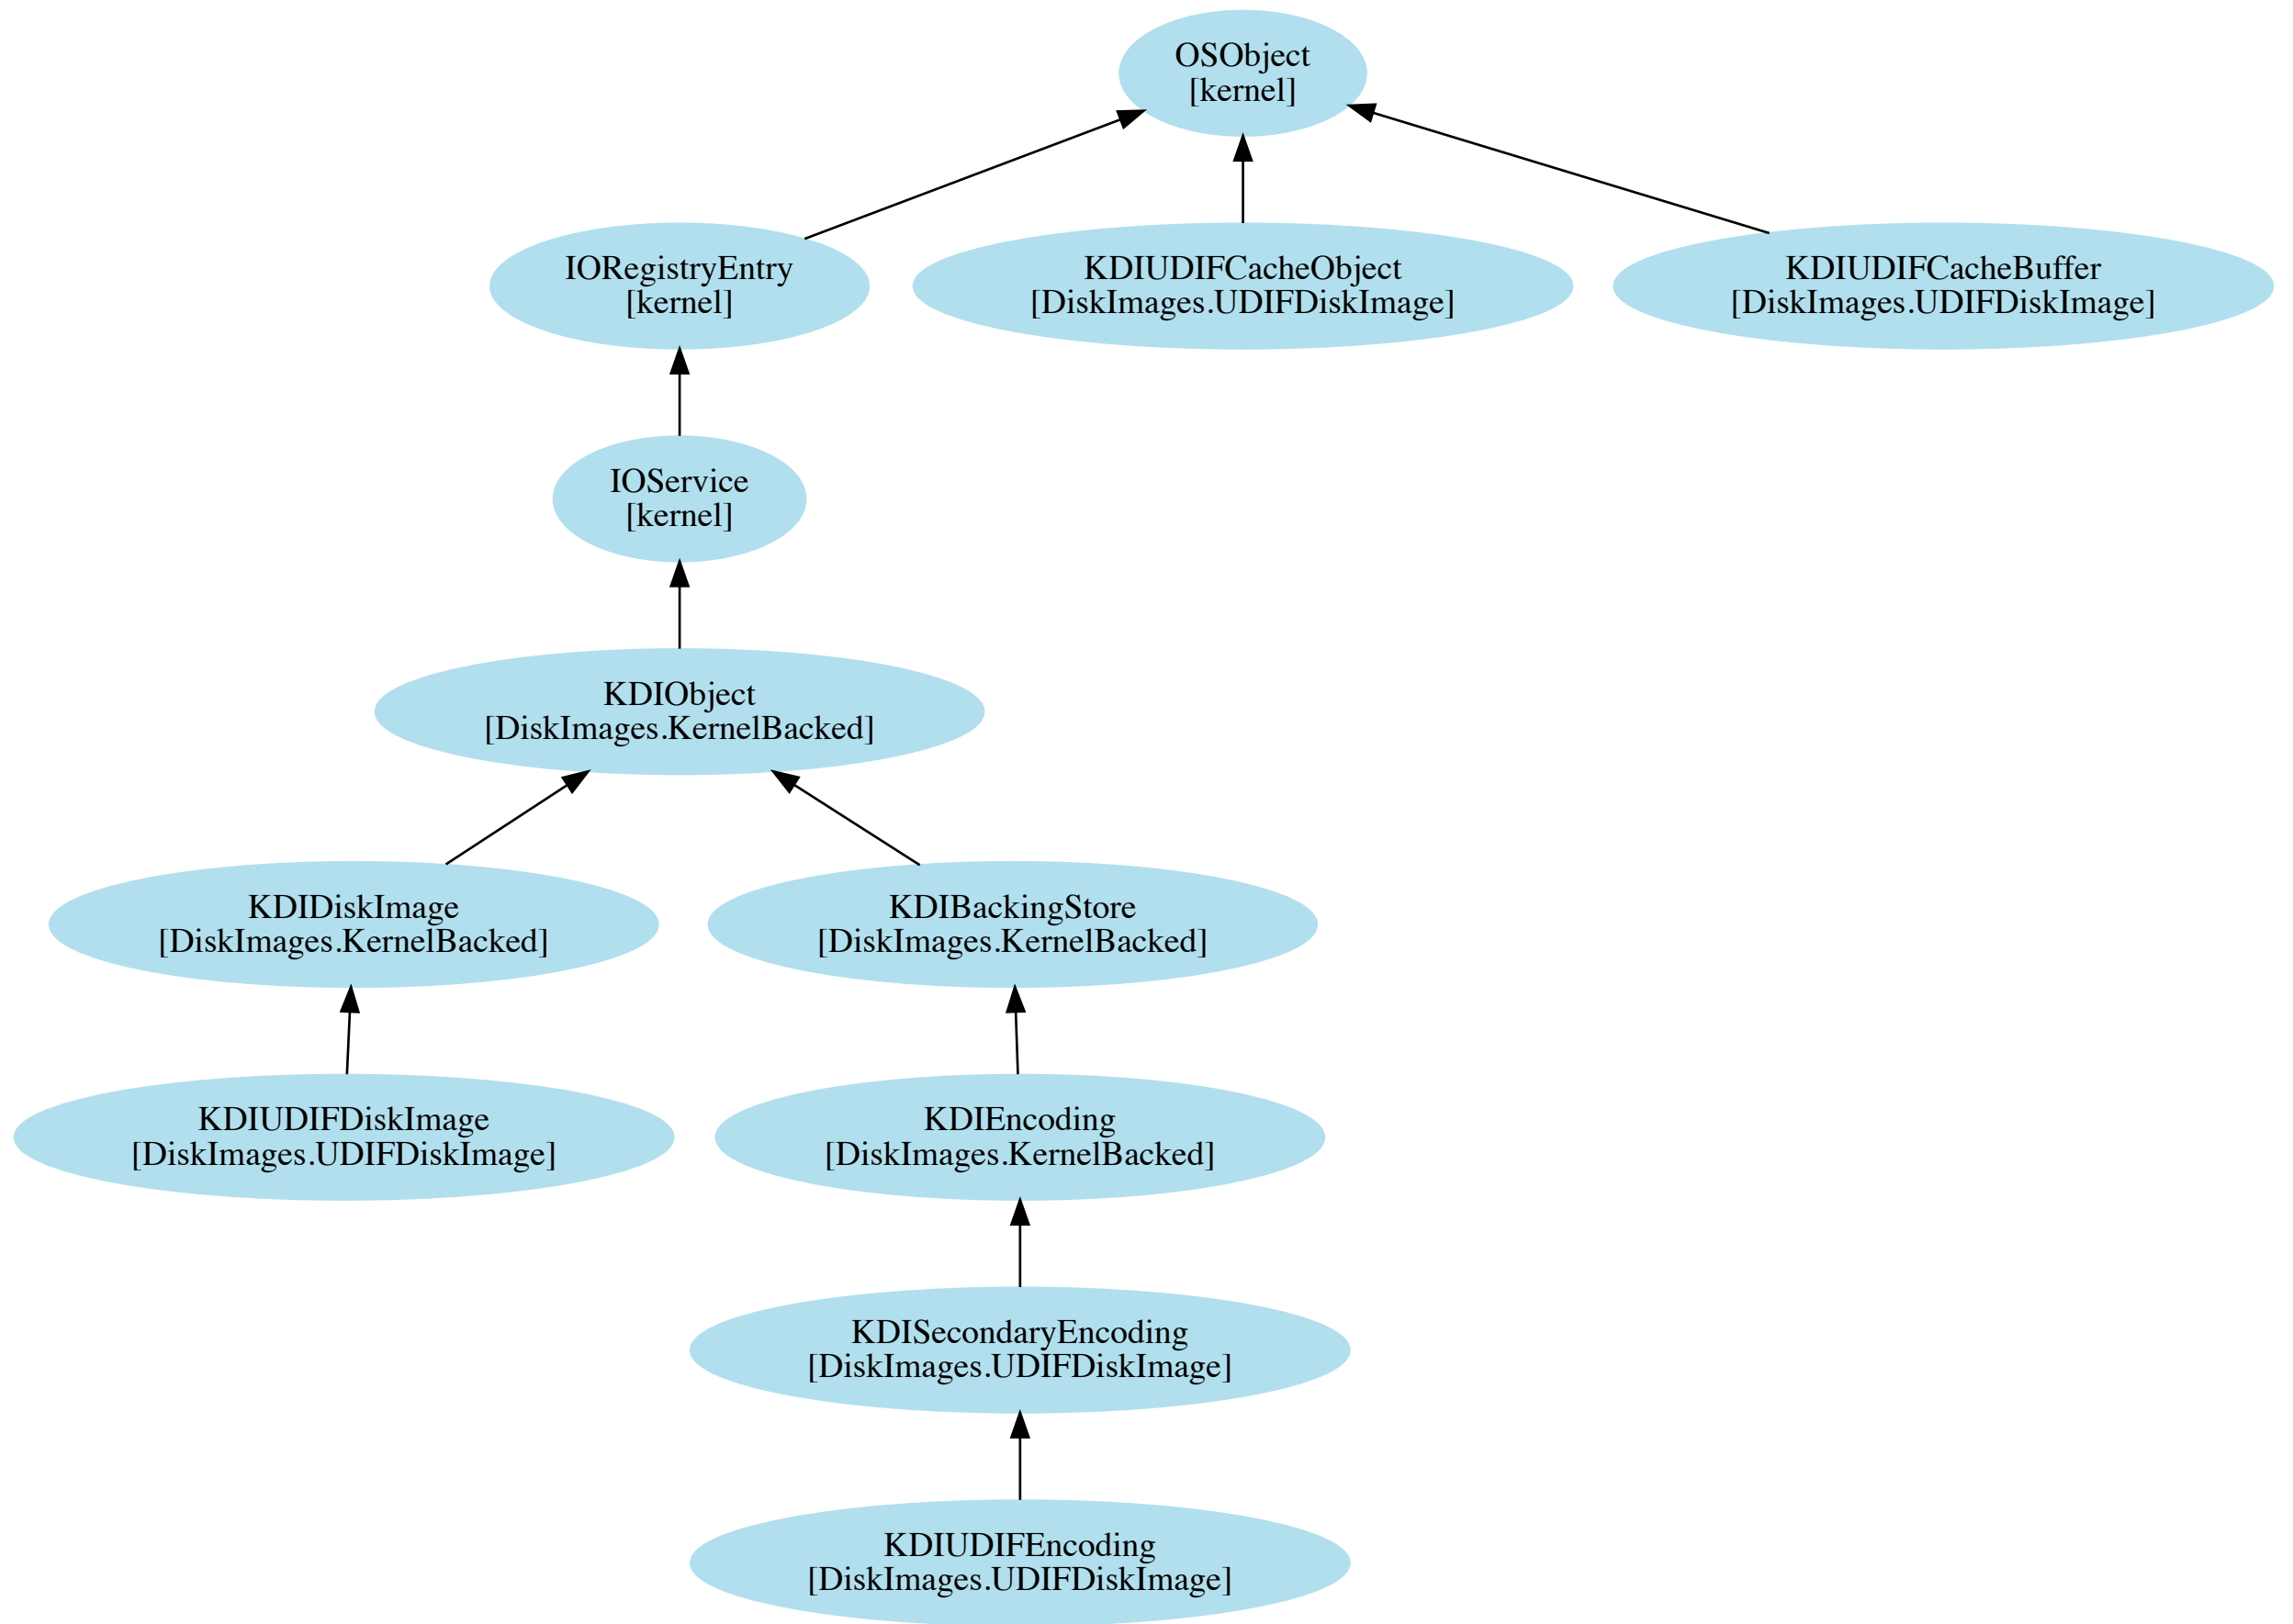 OSObject
[kernel]
IORegistryEntry
[kernel]
KDIUDIFCacheObject
[DiskImages.UDIFDiskImage]
KDIUDIFCacheBuffer
[DiskImages.UDIFDiskImage]
IOService
[kernel]
KDIObject
[DiskImages.KernelBacked]
KDIDiskImage
[DiskImages.KernelBacked]
KDIBackingStore
[DiskImages.KernelBacked]
KDIUDIFDiskImage
[DiskImages.UDIFDiskImage]
KDIEncoding
[DiskImages.KernelBacked]
KDISecondaryEncoding
[DiskImages.UDIFDiskImage]
KDIUDIFEncoding
[DiskImages.UDIFDiskImage]